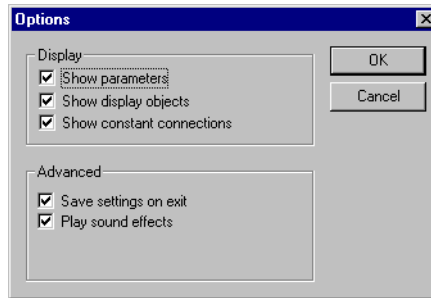 Options
Display
Show parameters
Show display objects
Show constant connections
OK
Cancel
Advanced
Save settings on exit
Play sound effects